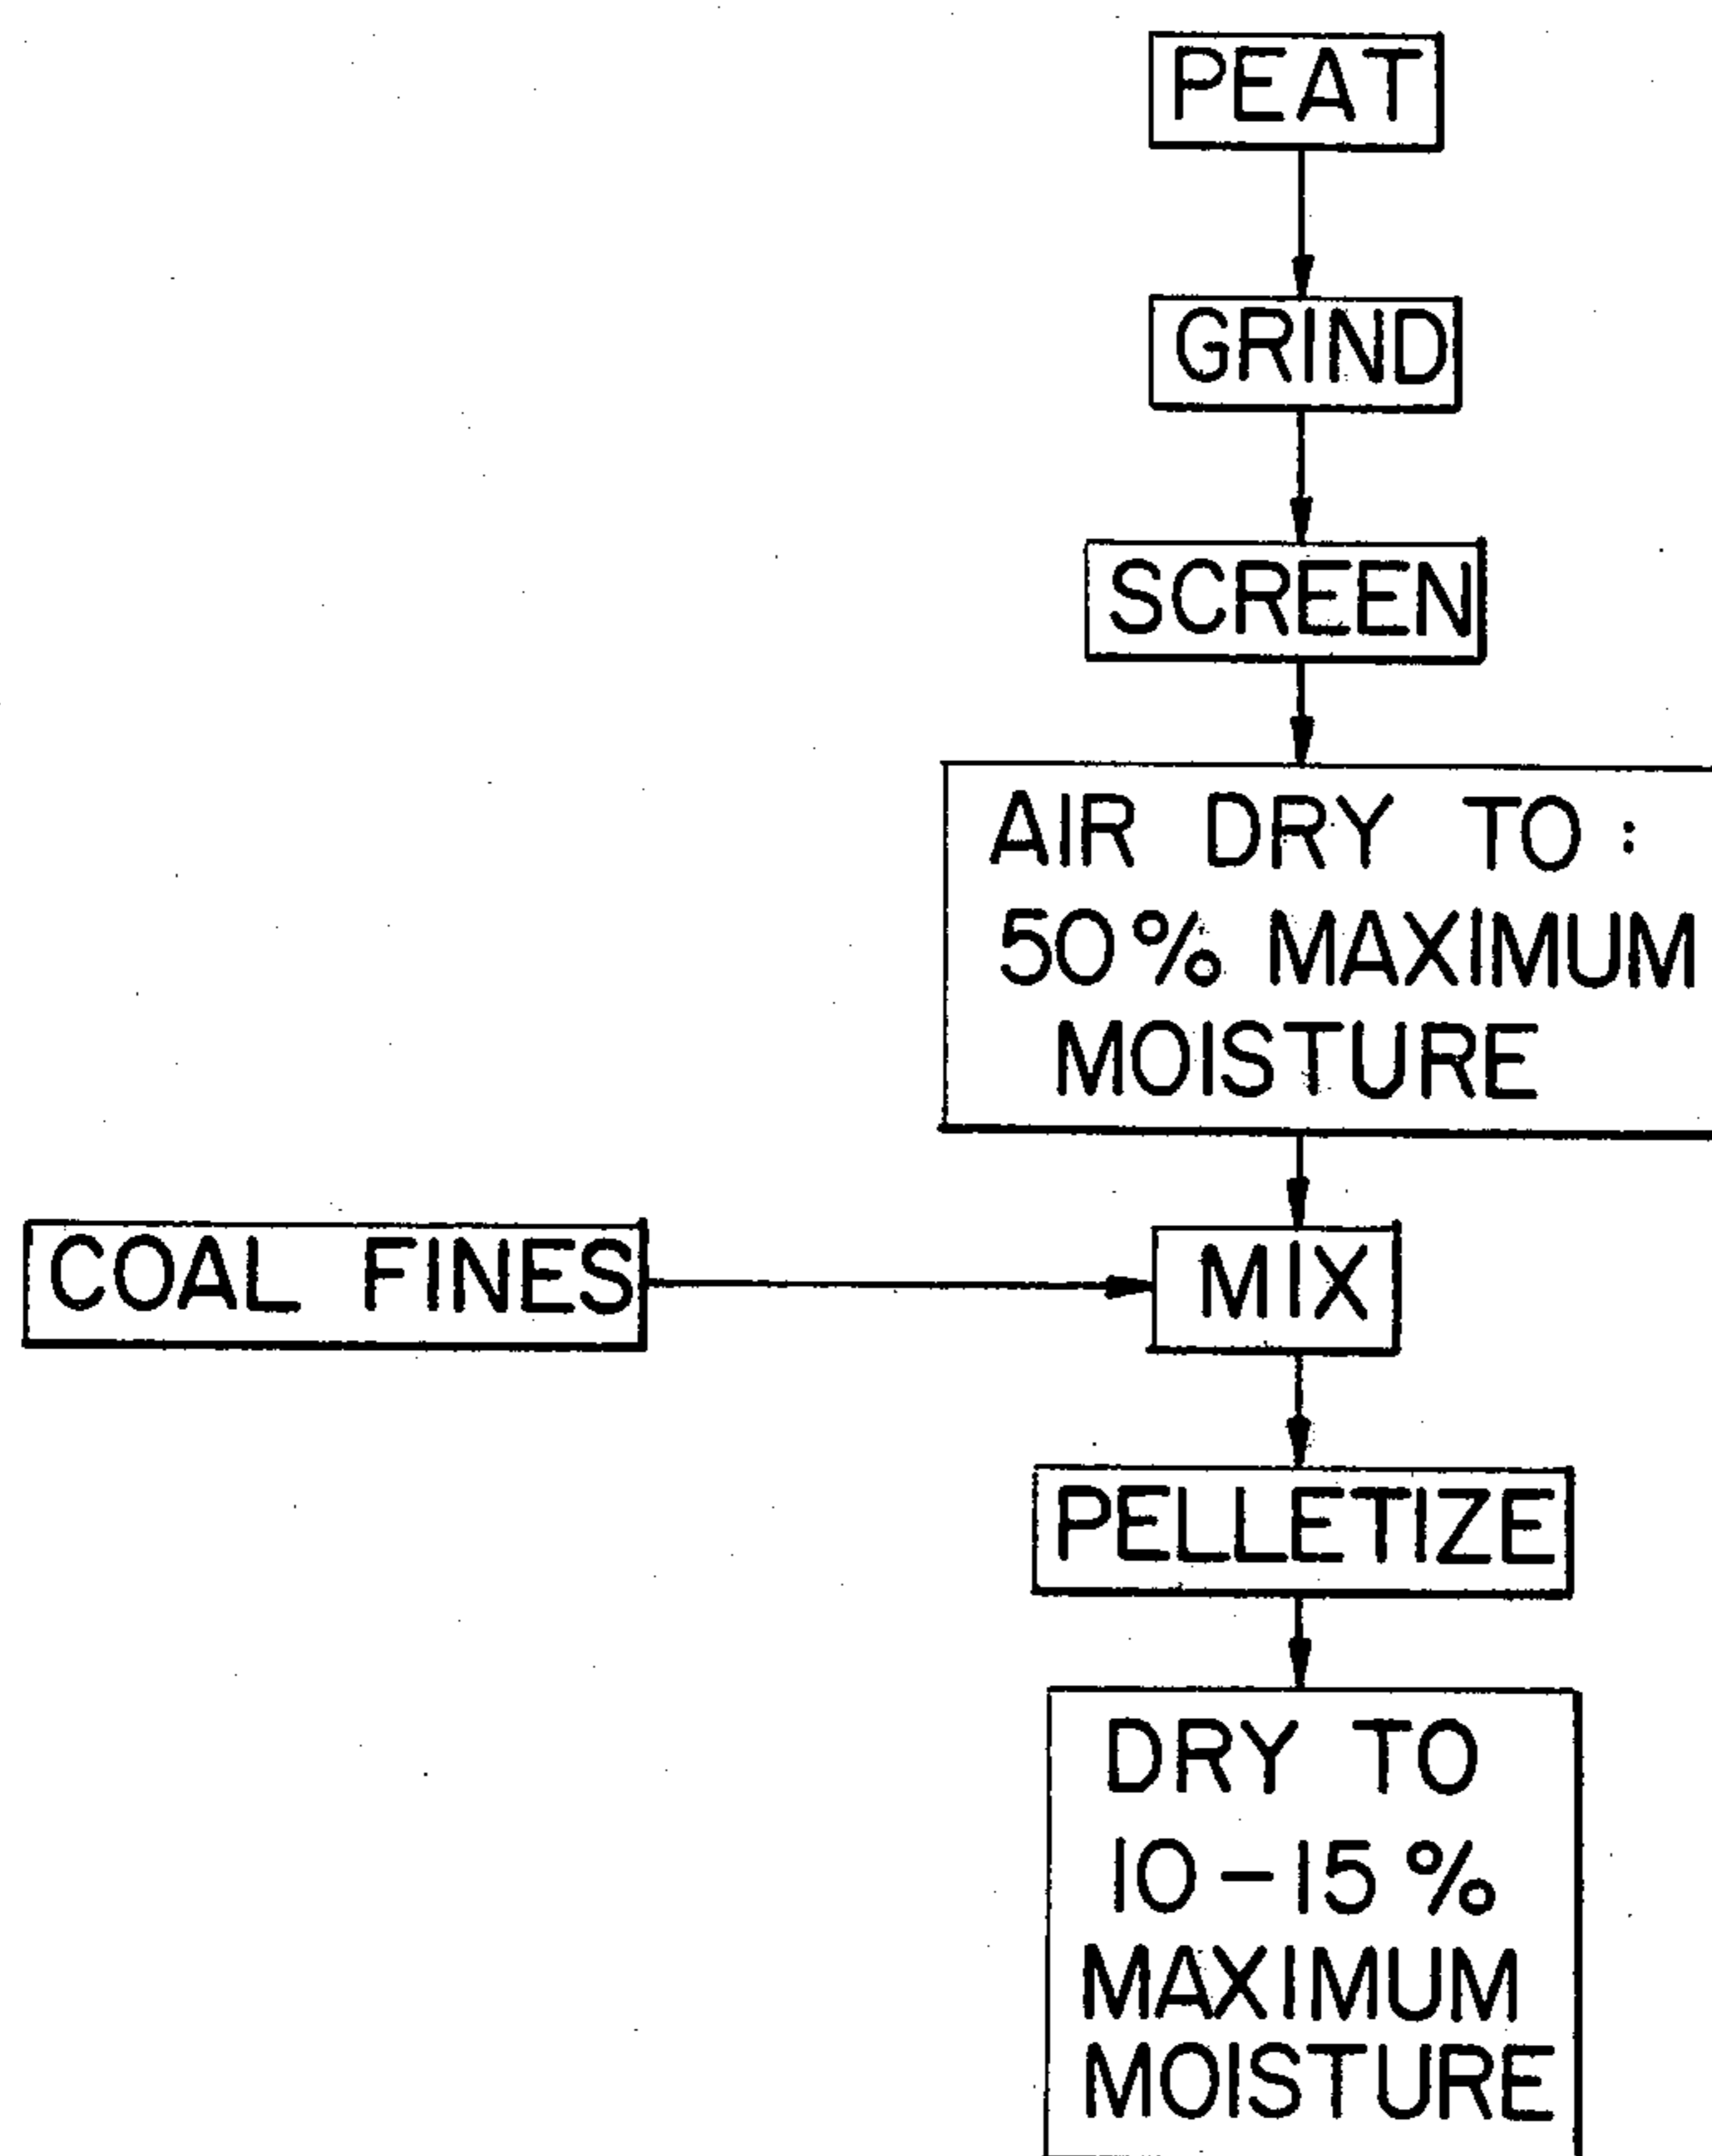 PEAT
GRIND
SCREEN
AIR DRY TO :
50% MAXIMUM
MOISTURE
COAL FINES
MIX
PELLETIZE
DRY TO
10-15%
MAXIMUM
MOISTURE